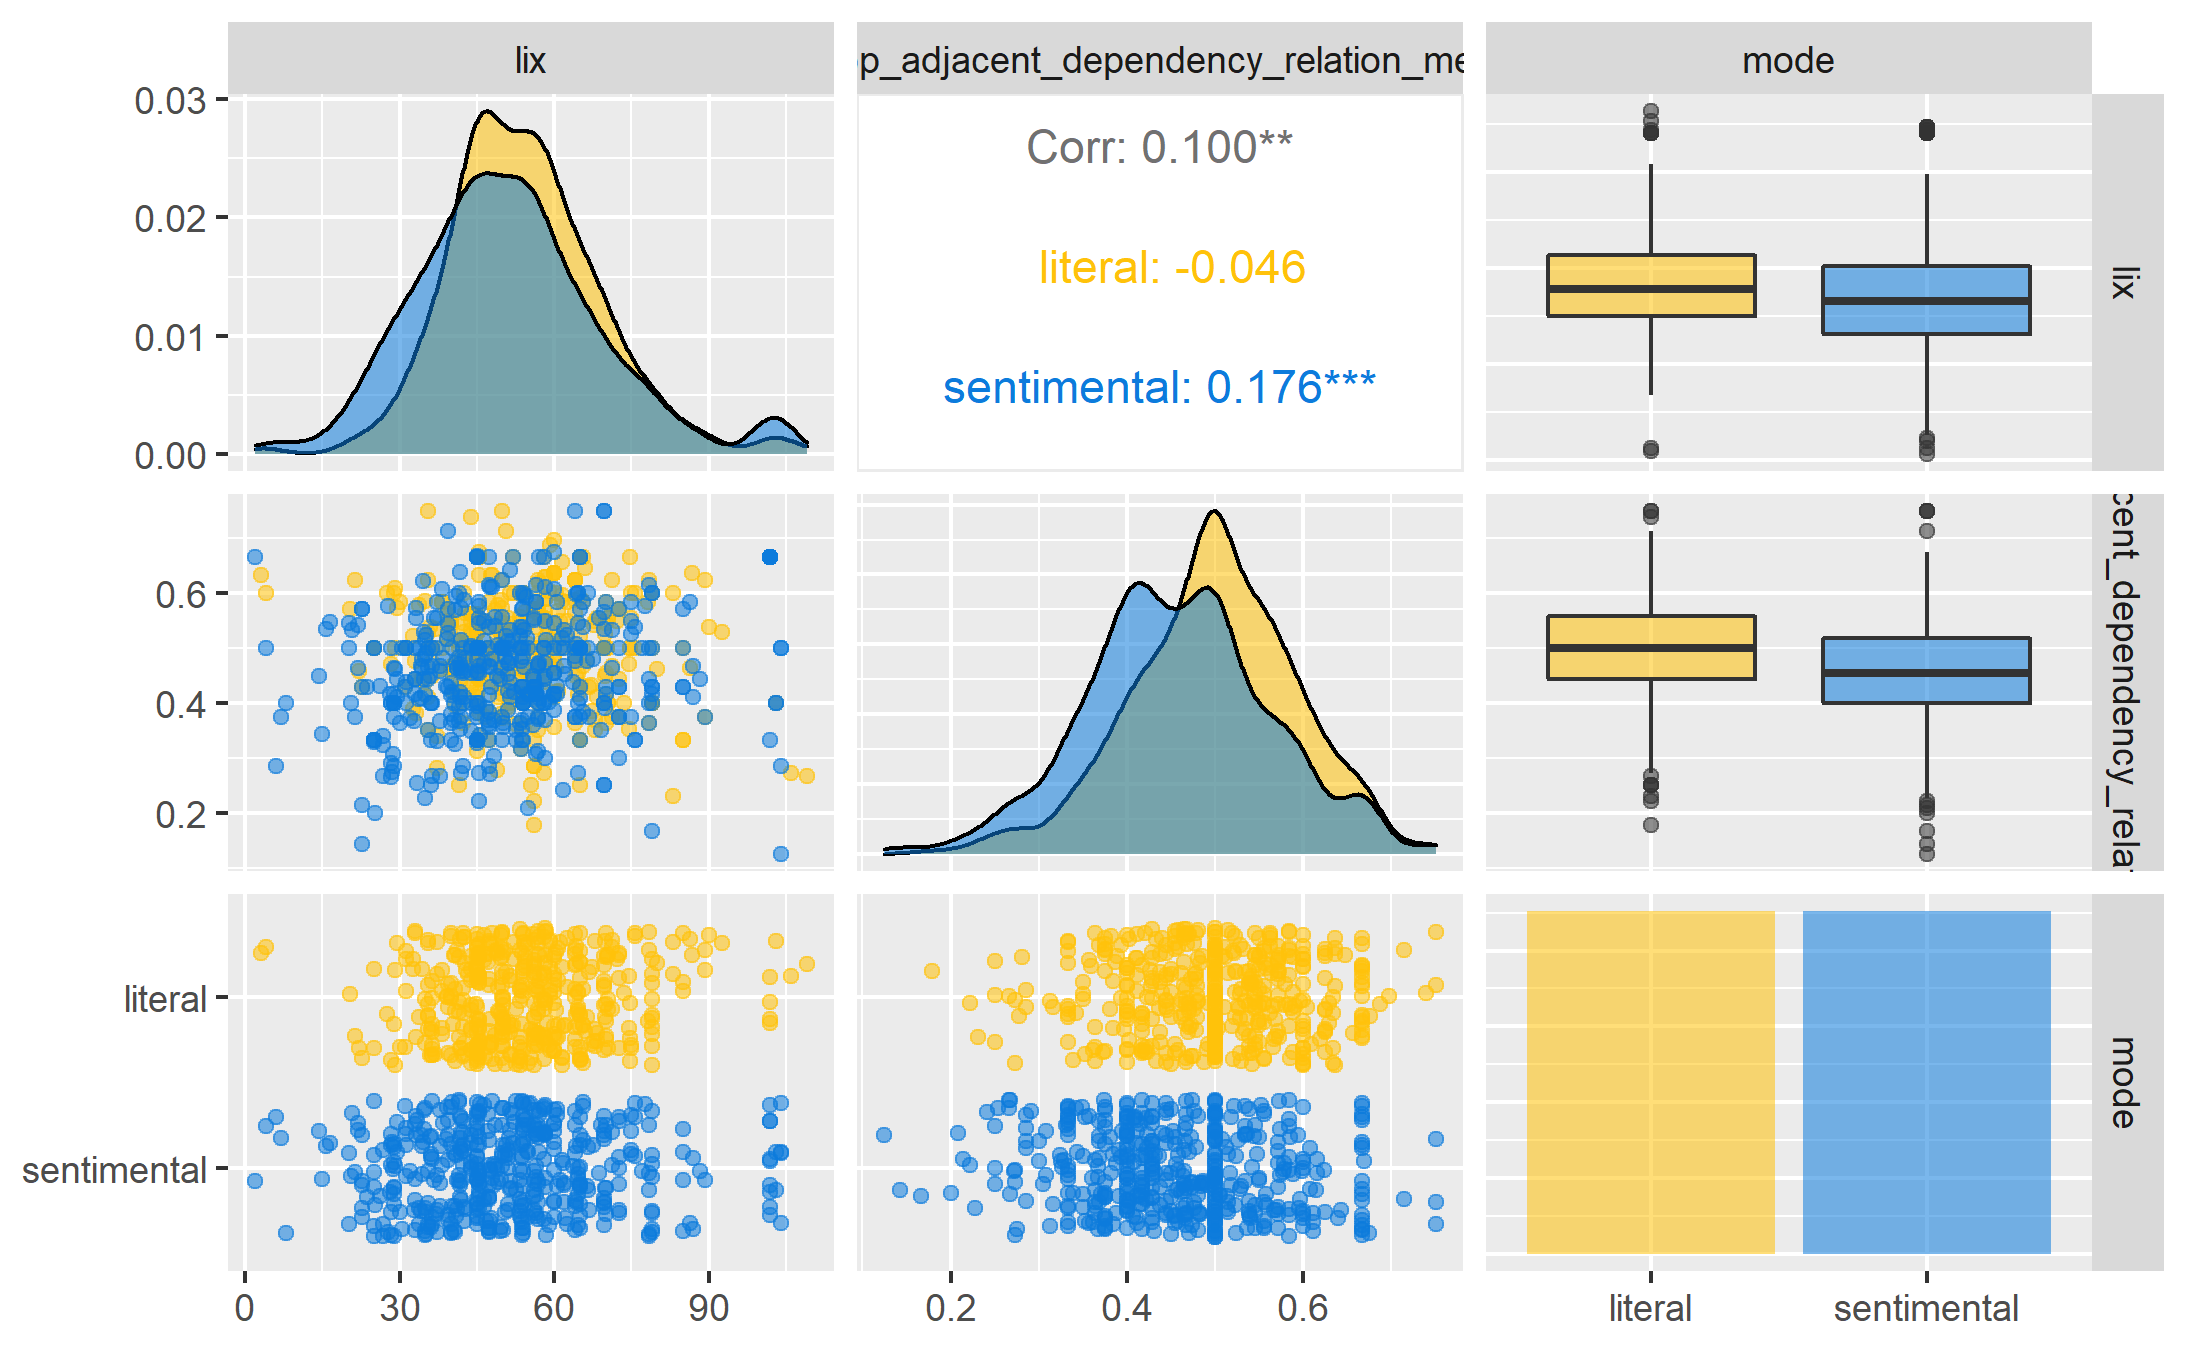 lix
op_adjacent_dependency_relation_me
mode
0.03
0.02
0.01
0.00
Corr: 0.100**
literal: -0.046
sentimental: 0.176***
lix
0.6
0.4
0.2
cent_dependency_rela
literal
sentimental
mode
0 30 60 90
0.2 0.4 0.6
literal sentimental